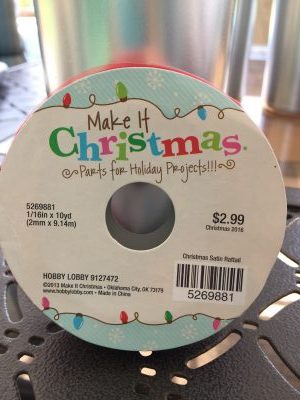 Make It
Christmas®
Parts for Holiday Projects!!!
5269881
1/16in x 10yd
(2mm x 9.14m)
$2.99
Christmas 2016
Christmas Satin Rattail
5269881
HOBBY LOBBY 9127472
©2013 Make It Christmas • Oklahoma City, OK 73179
www.hobbylobby.com • Made in China